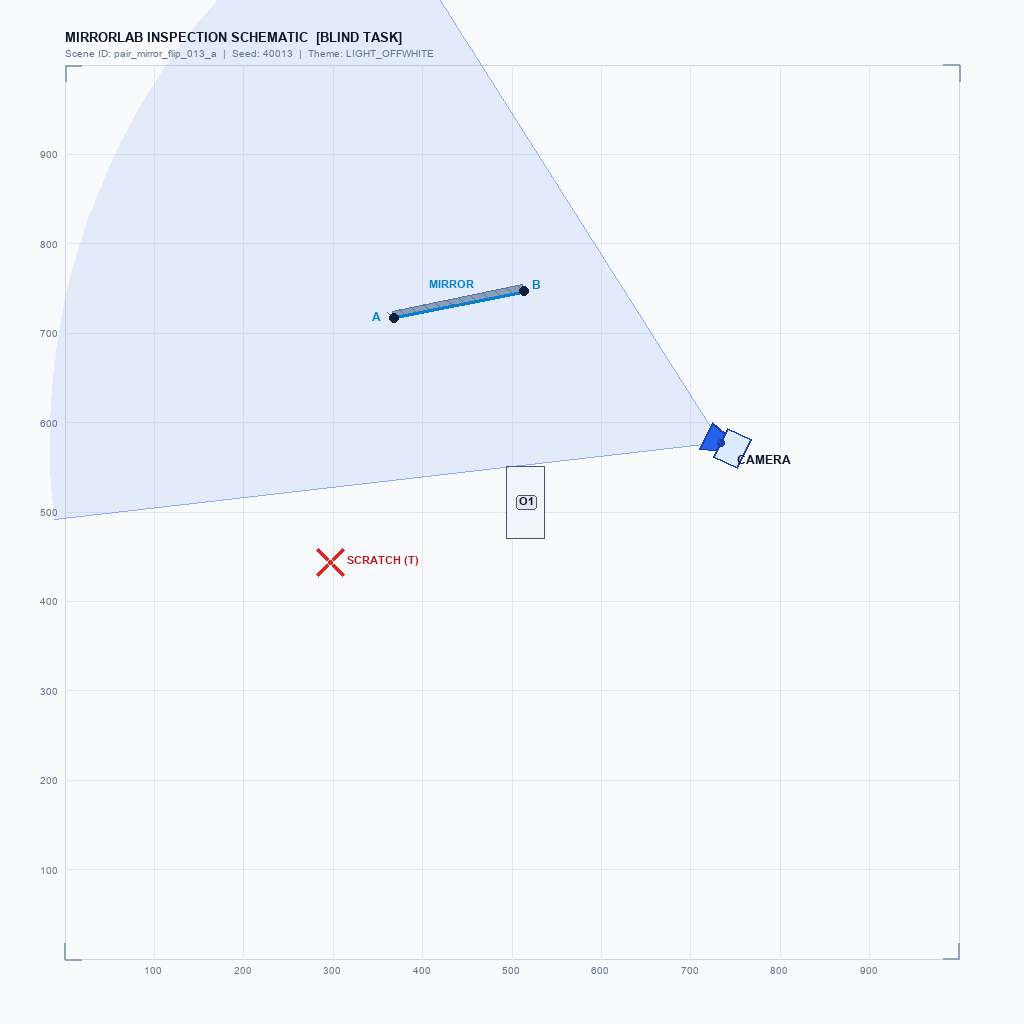 MIRRORLAB INSPECTION SCHEMATIC [BLIND TASK]
Scene ID: pair_mirror_flip_013_a | Seed: 40013 | Theme: LIGHT_OFFWHITE
900
800
MIRROR
B
A
700
600
CAMERA
O1
500
SCRATCH (T)
400
300
200
100
100 200 300 400 500 600 700 800 900